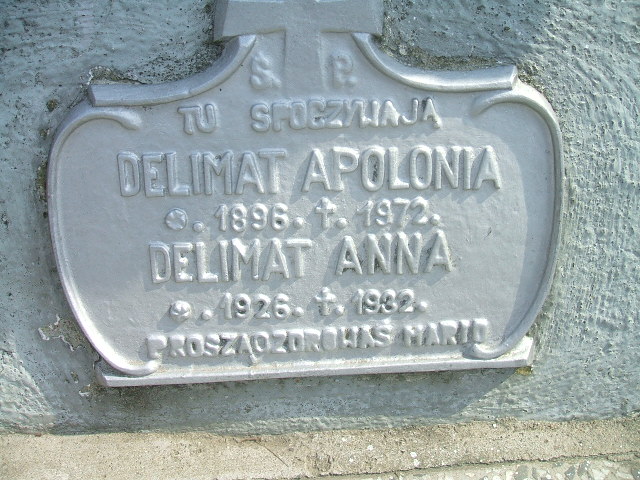 Ś. P.
TU SPOCZYWAJĄ
DELIMAT APOLONIA
*. 1896. †. 1972.
DELIMAT ANNA
*. 1926. †. 1932.
PROSZĄ O ZDROWAŚ MARIO